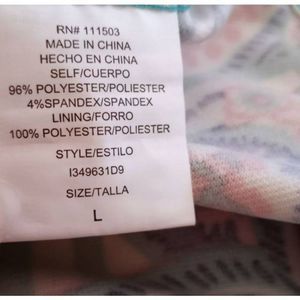 RN# 111503
MADE IN CHINA
HECHO EN CHINA
SELF/CUERPO
96% POLYESTER/POLIESTER
4%SPANDEX/SPANDEX
LINING/FORRO
100% POLYESTER/POLIESTER
STYLE/ESTILO
I349631D9
SIZE/TALLA
L